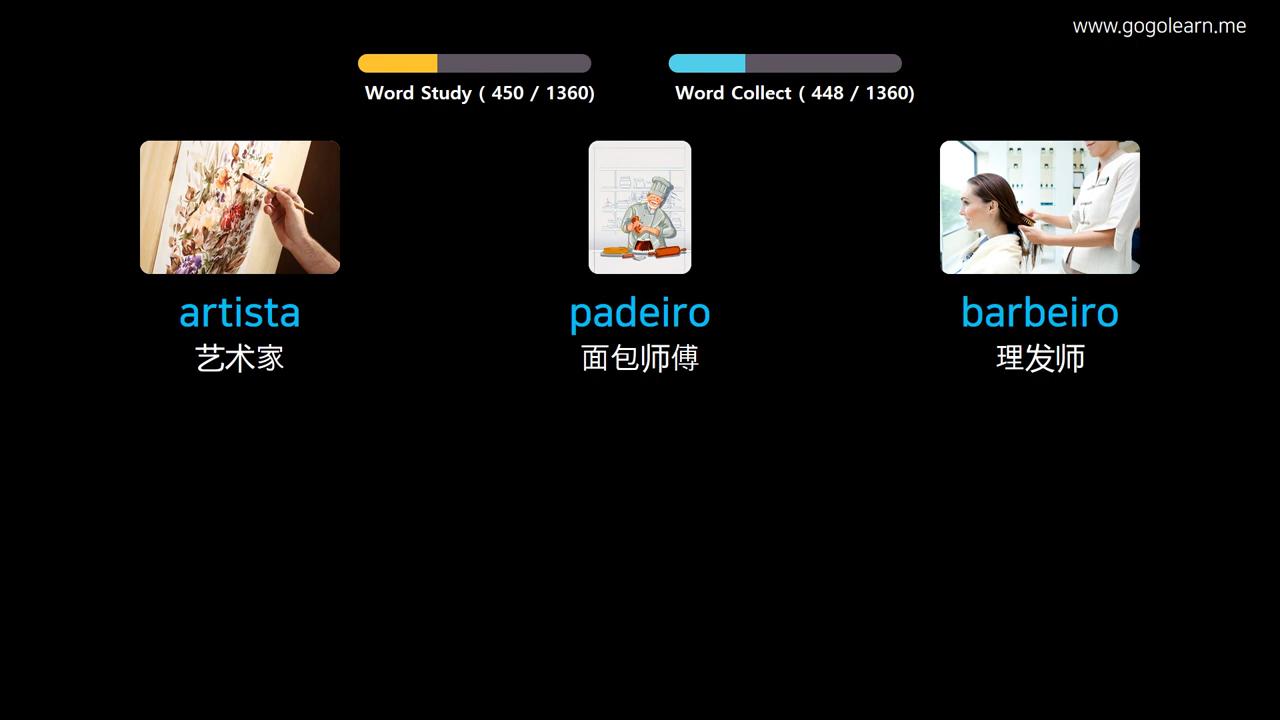 www.gogolearn.me
Word Study ( 450 / 1360)
Word Collect ( 448 / 1360)
artista
艺术家
padeiro
面包师傅
barbeiro
理发师